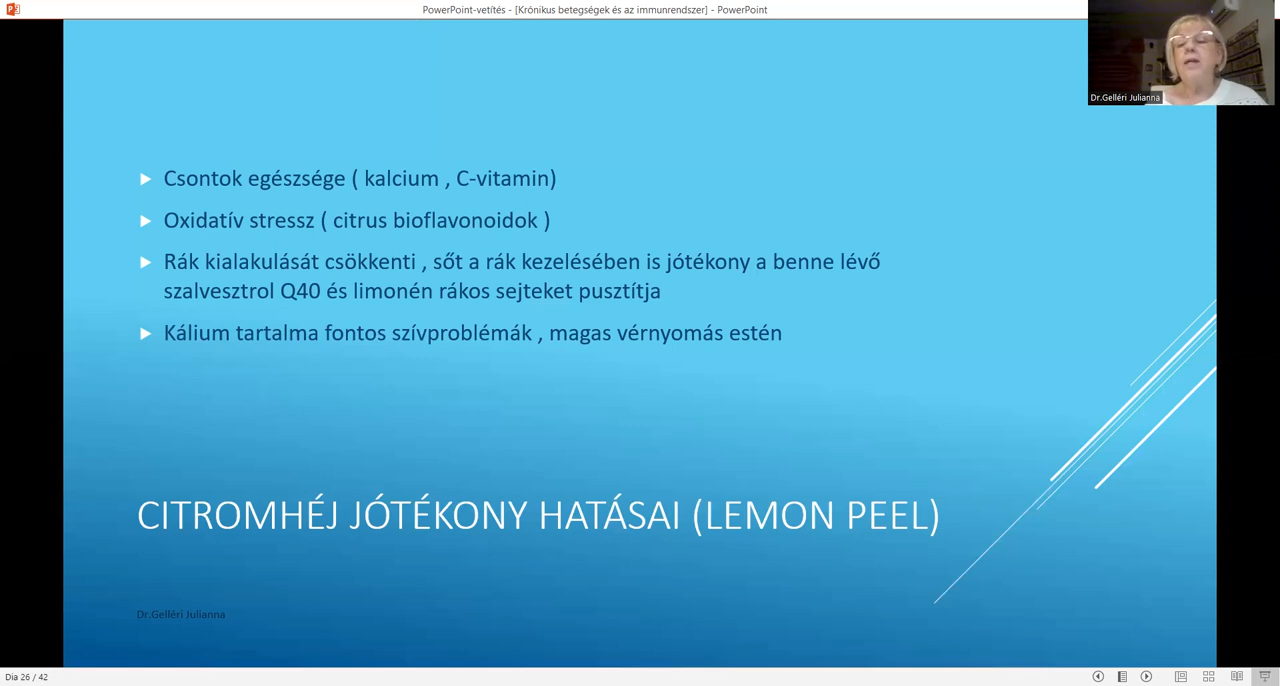 PowerPoint-vetítés - [Krónikus betegségek és az immunrendszer] - PowerPoint
Dr.Gelléri Julianna
Csontok egészsége ( kalcium , C-vitamin)
Oxidatív stressz ( citrus bioflavonoidok )
Rák kialakulását csökkenti , sőt a rák kezelésében is jótékony a benne lévő
szalvesztrol Q40 és limonén rákos sejteket pusztítja
Kálium tartalma fontos szívproblémák , magas vérnyomás estén
CITROMHÉJ JÓTÉKONY HATÁSAI (LEMON PEEL)
Dr.Gelléri Julianna
Dia 26 / 42